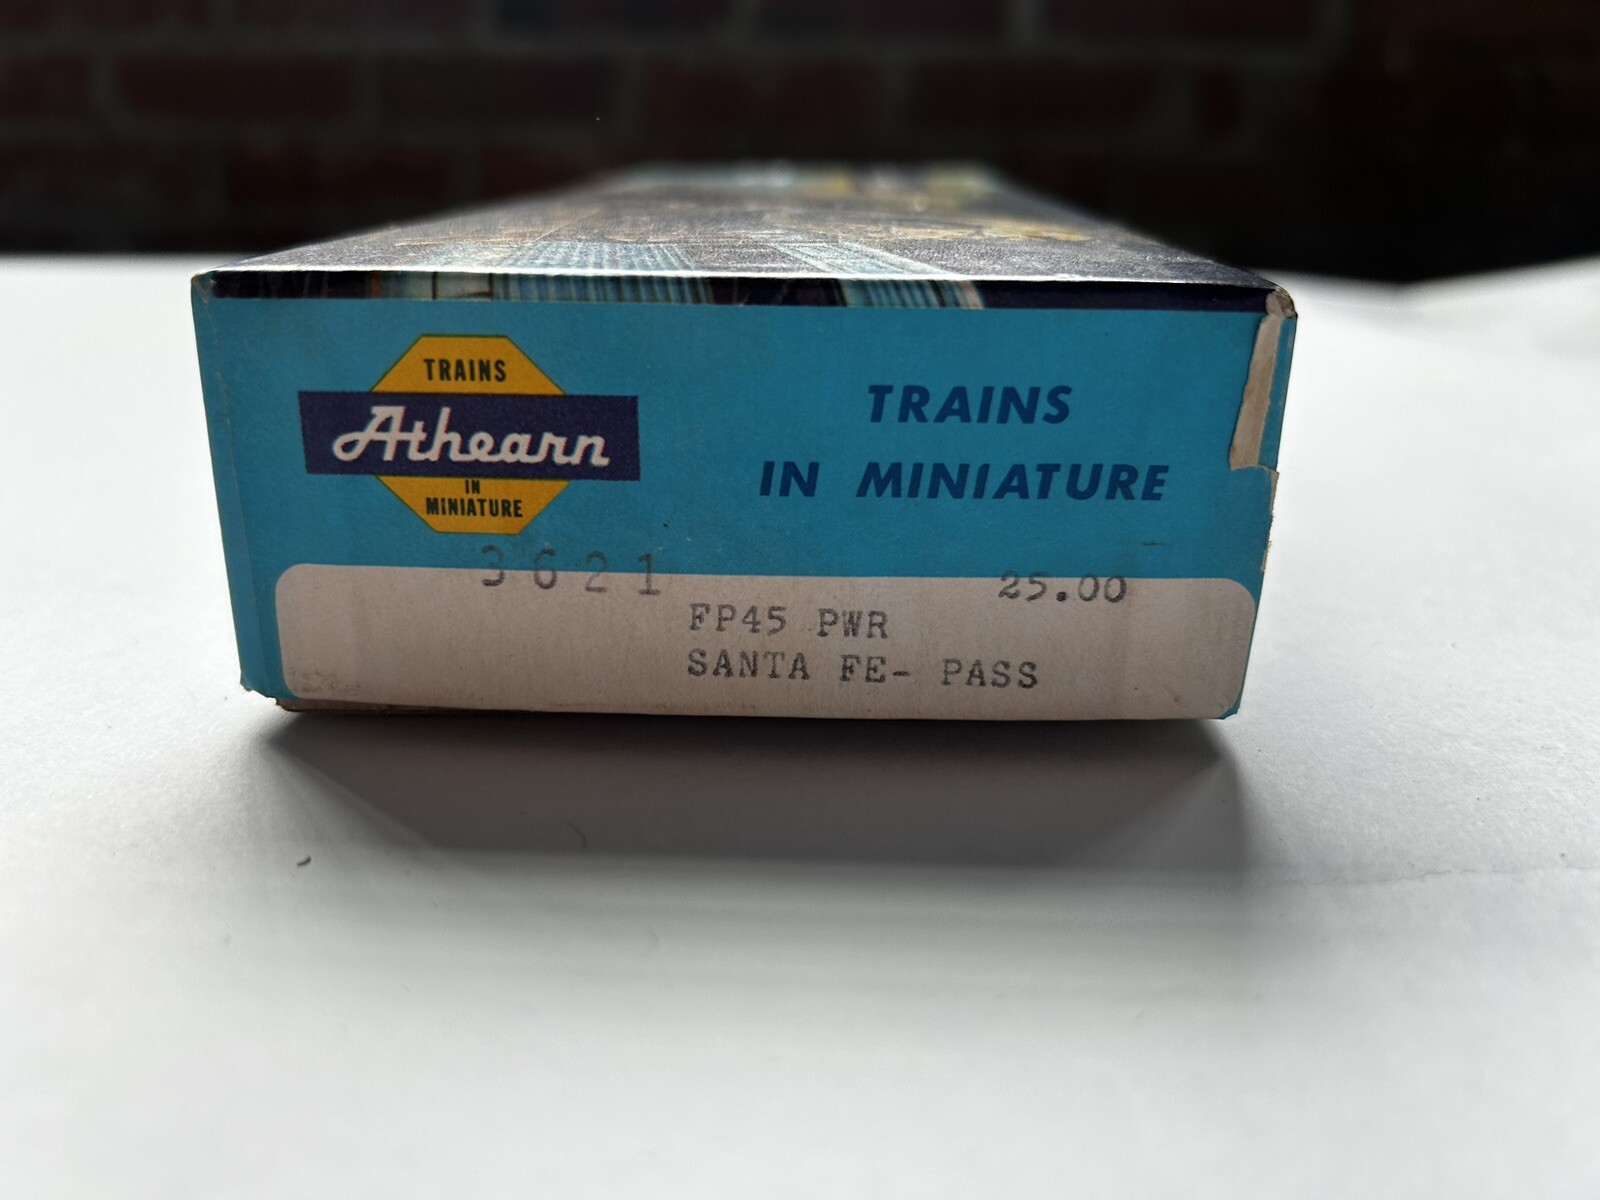 TRAINS
Athearn
IN
MINIATURE
TRAINS
IN MINIATURE
3621
25.00
FP45 PWR
SANTA FE- PASS